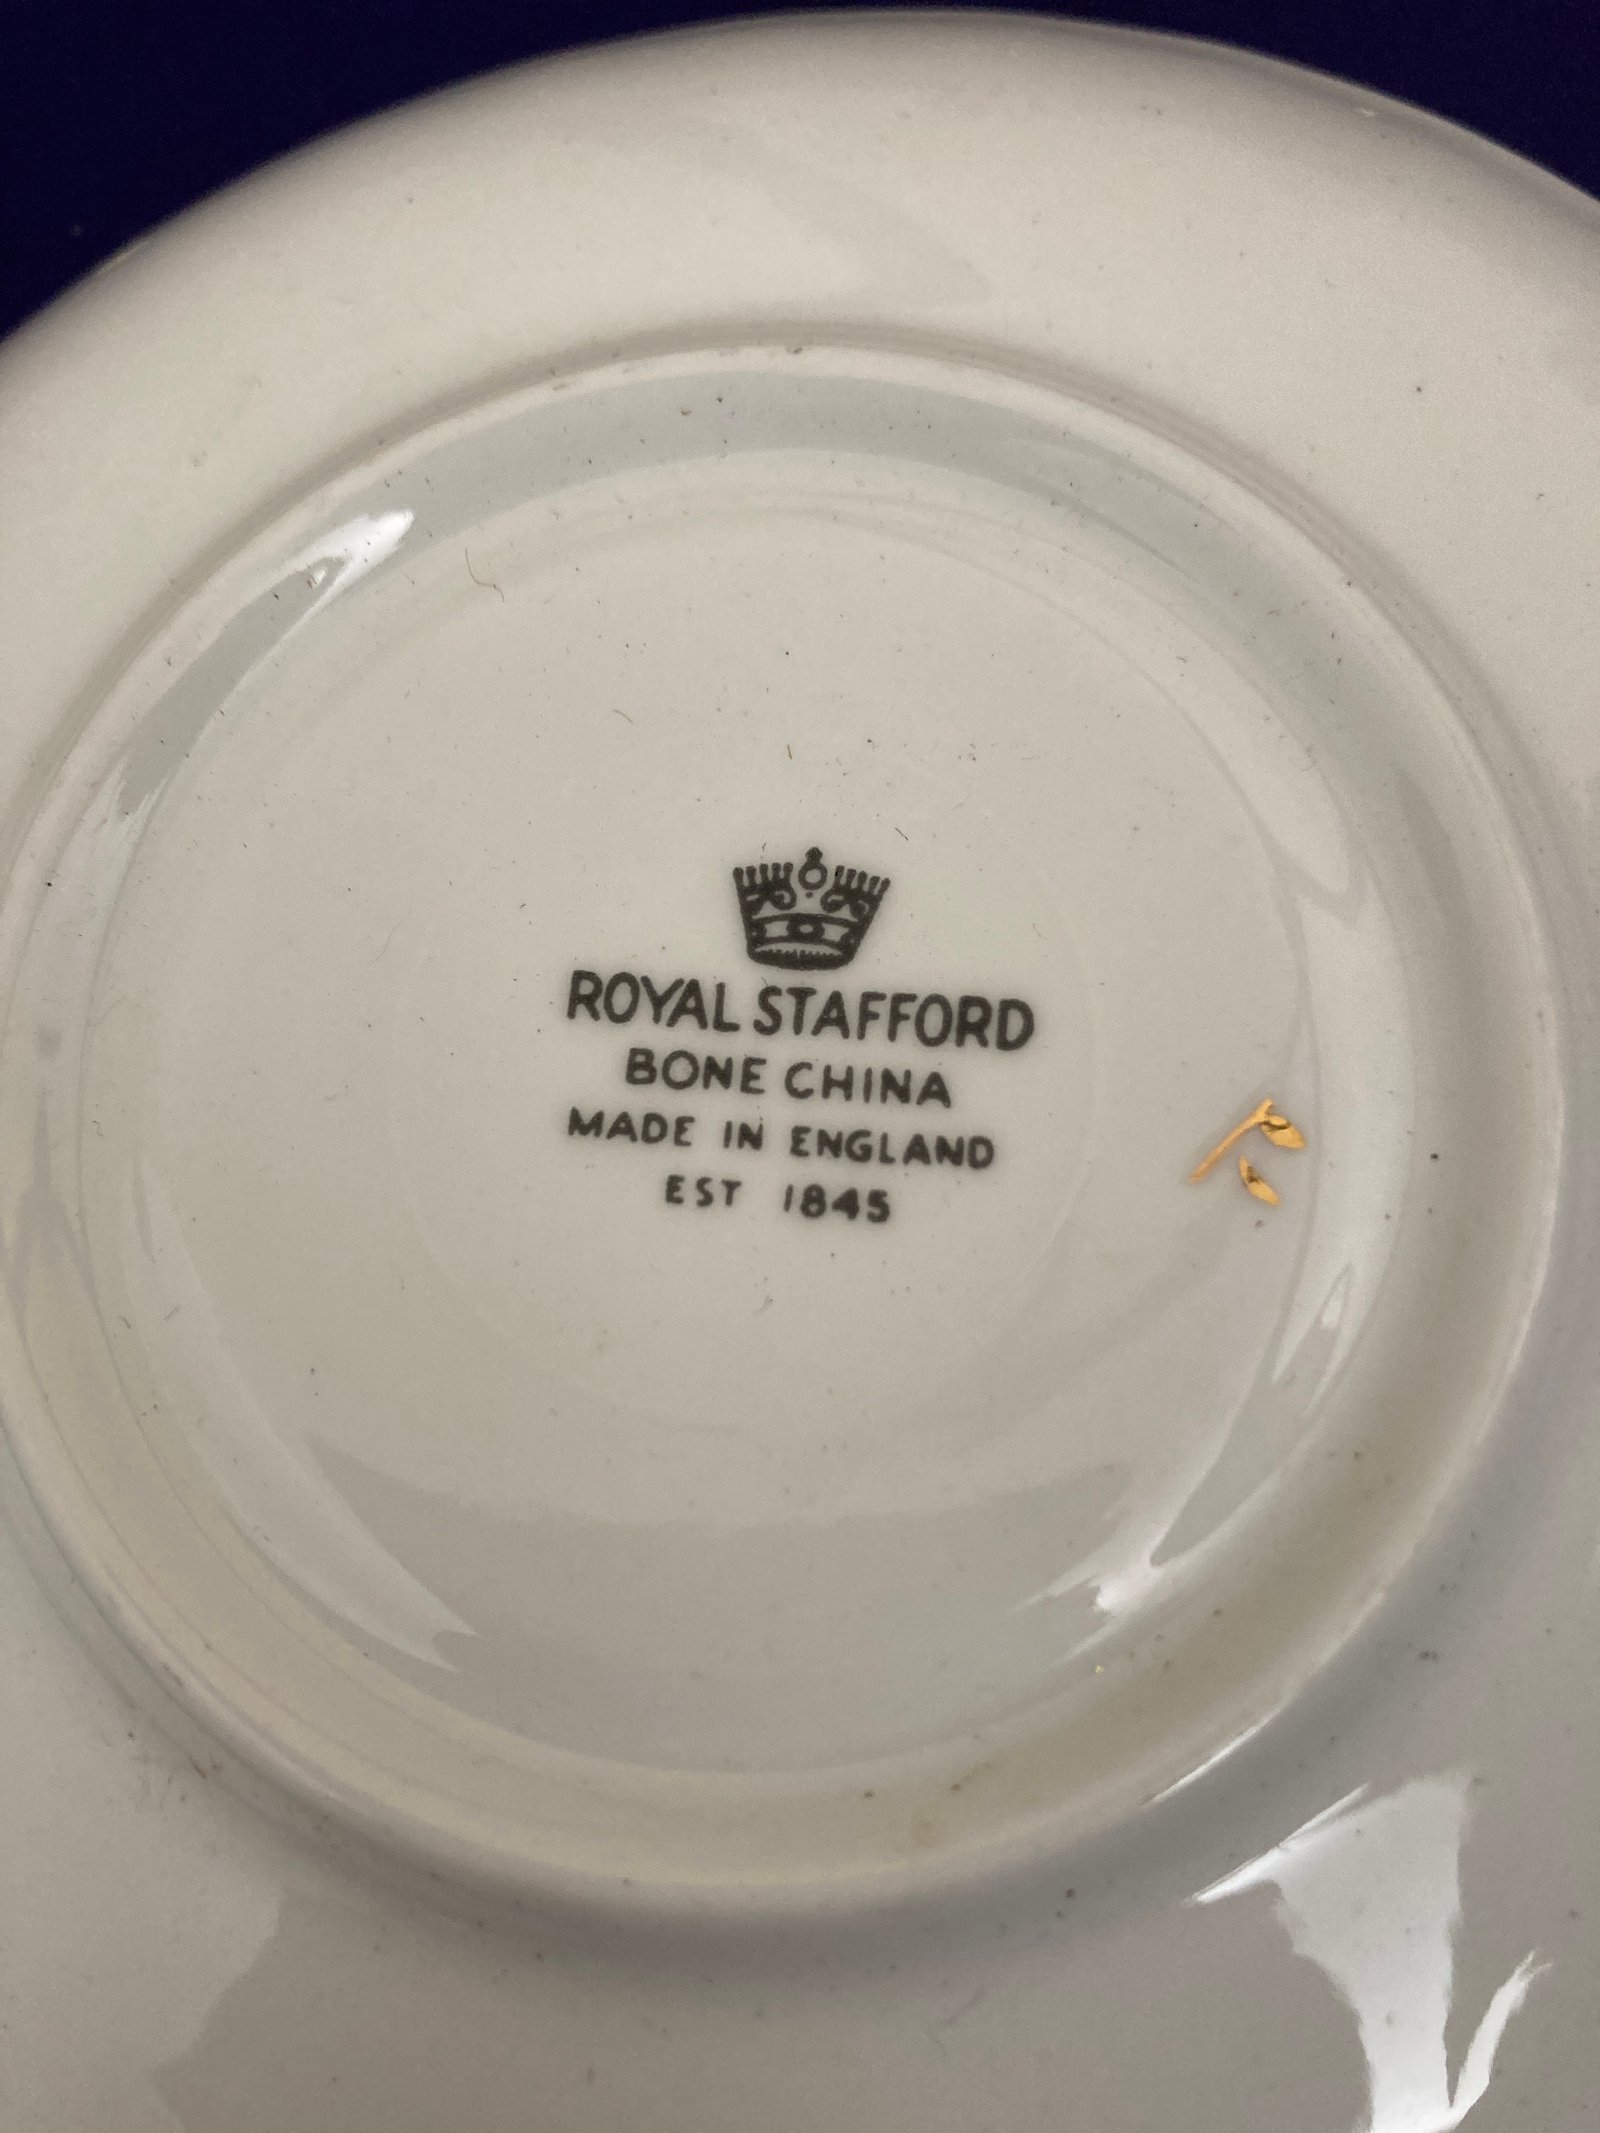 ROYAL STAFFORD
BONE CHINA
MADE IN ENGLAND
EST 1845